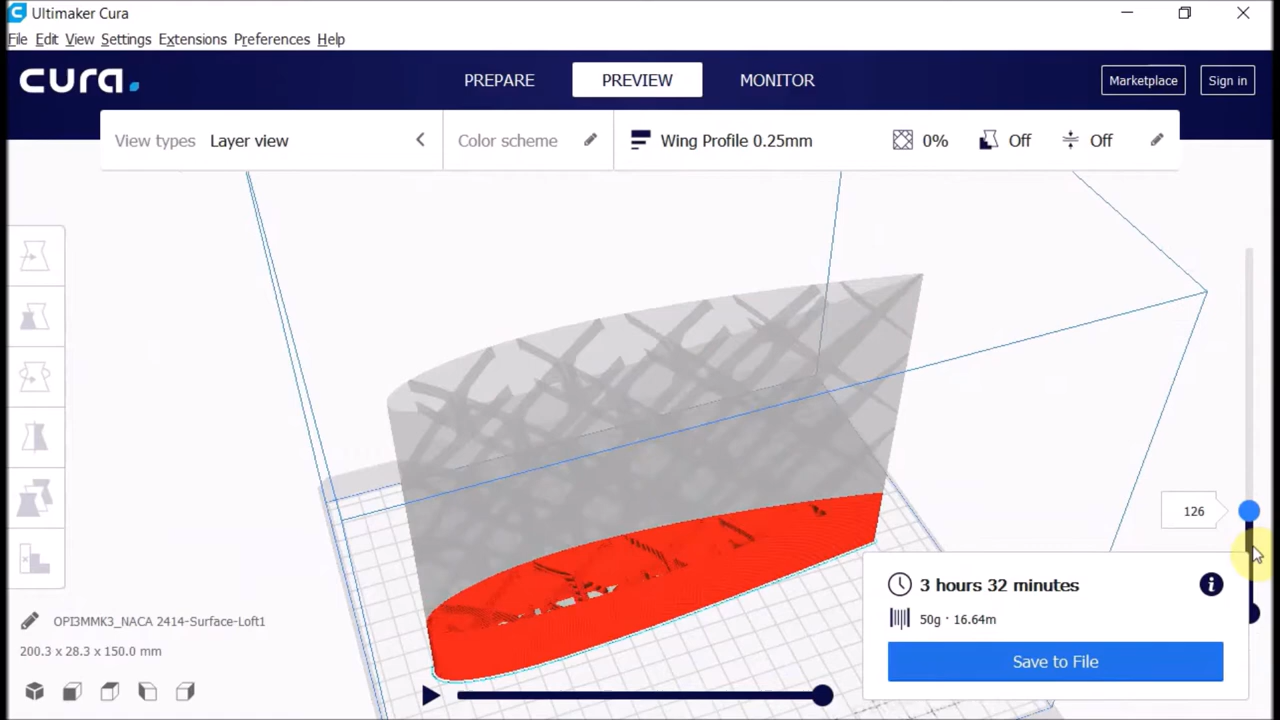 Ultimaker Cura
File Edit View Settings Extensions Preferences Help
cura.
PREPARE PREVIEW MONITOR
Marketplace Sign in
View types Layer view
Color scheme
Wing Profile 0.25mm 0% Off Off
126
3 hours 32 minutes
50g · 16.64m
Save to File
OPI3MMK3_NACA 2414-Surface-Loft1
200.3 x 28.3 x 150.0 mm